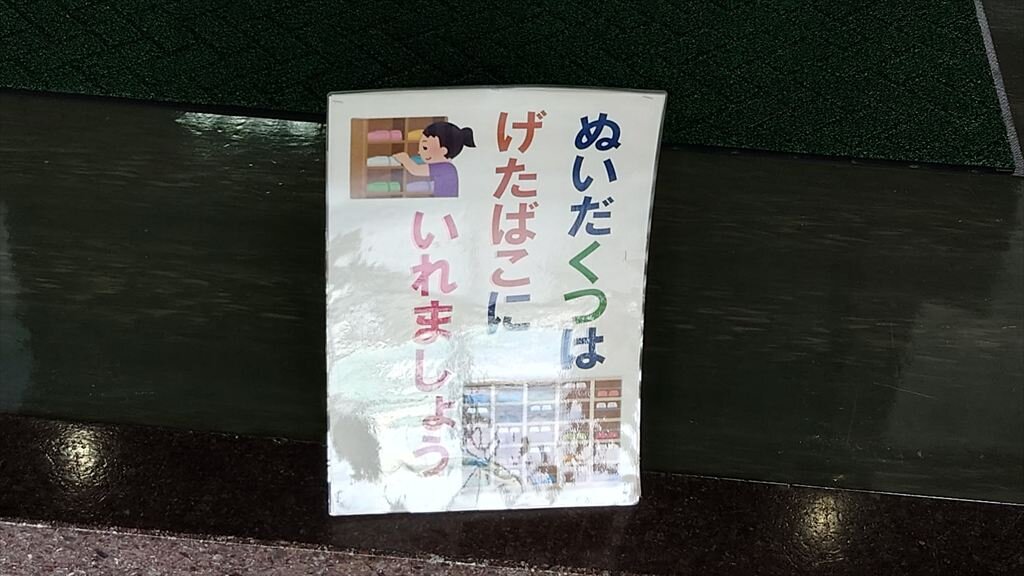 ぬいだくつは
げたばこに
いれましょう